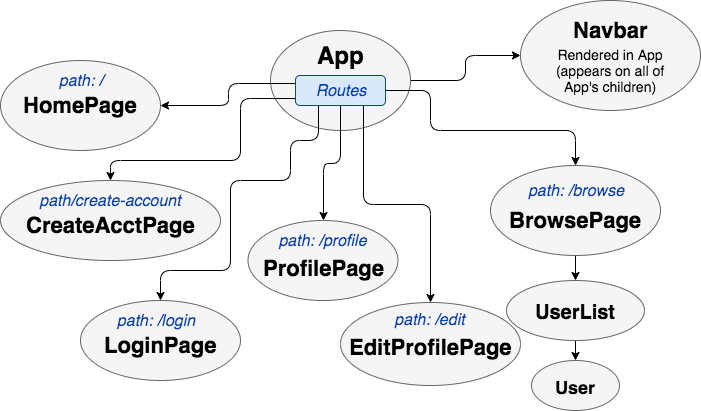 App
Routes
Navbar
Rendered in App
(appears on all of
App's children)
path: /
HomePage
path/create-account
CreateAcctPage
path: /login
LoginPage
path: /profile
ProfilePage
path: /edit
EditProfilePage
path: /browse
BrowsePage
UserList
User